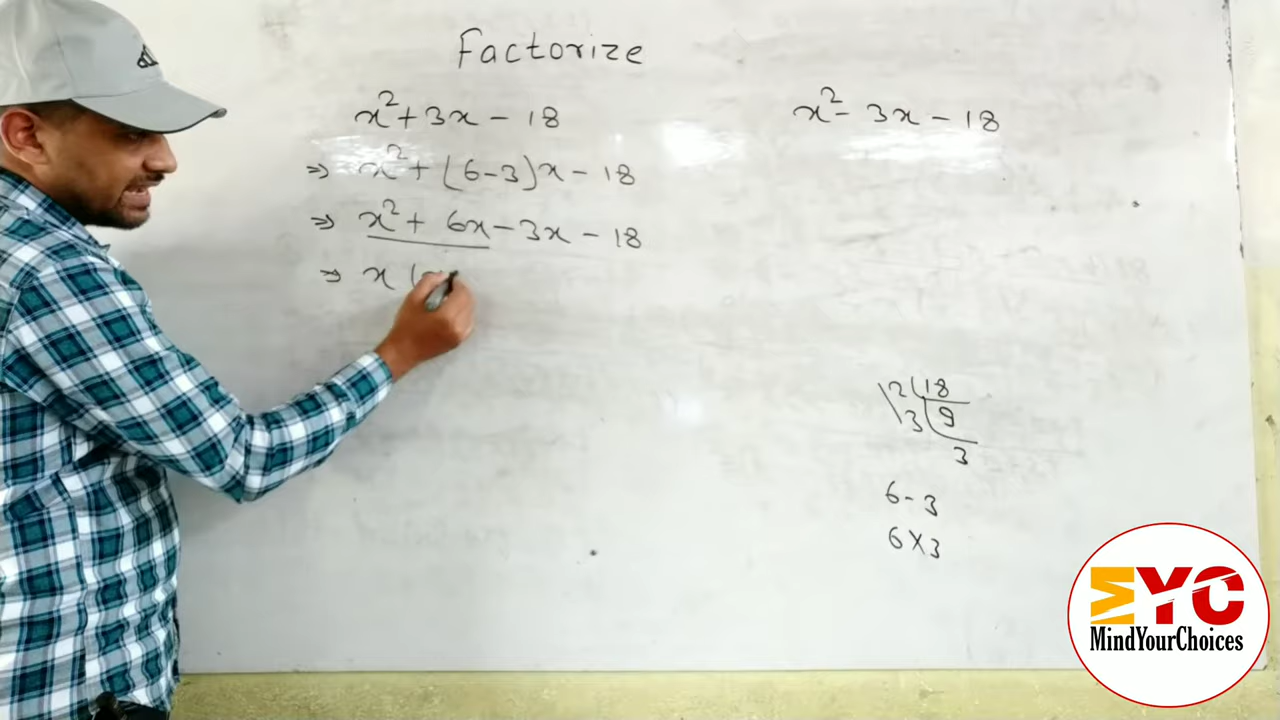 Factorize
x² + 3x - 18
⇒ x² + (6-3)x - 18
⇒ x² + 6x - 3x - 18
⇒ x (
x² - 3x - 18
2 18
3 9
3
6-3
6×3
MYC
MindYourChoices